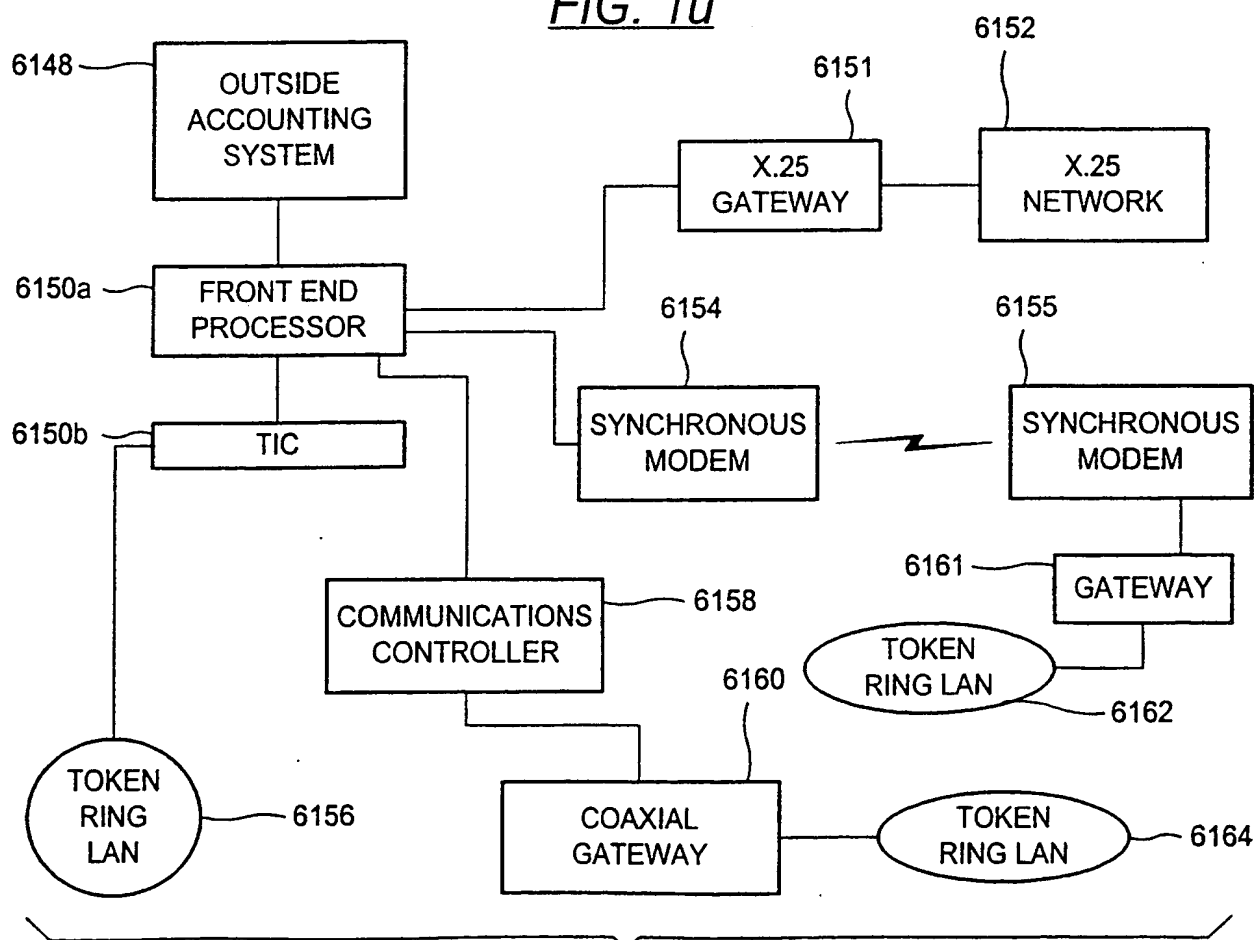 FIG. 1u
6148
OUTSIDE
ACCOUNTING
SYSTEM
6151
6152
X.25
GATEWAY
X.25
NETWORK
6150a
FRONT END
PROCESSOR
6154
6155
6150b
TIC
SYNCHRONOUS
MODEM
SYNCHRONOUS
MODEM
6161
GATEWAY
COMMUNICATIONS
CONTROLLER
6158
TOKEN
RING LAN
6162
6160
TOKEN
RING
LAN
6156
COAXIAL
GATEWAY
TOKEN
RING LAN
6164